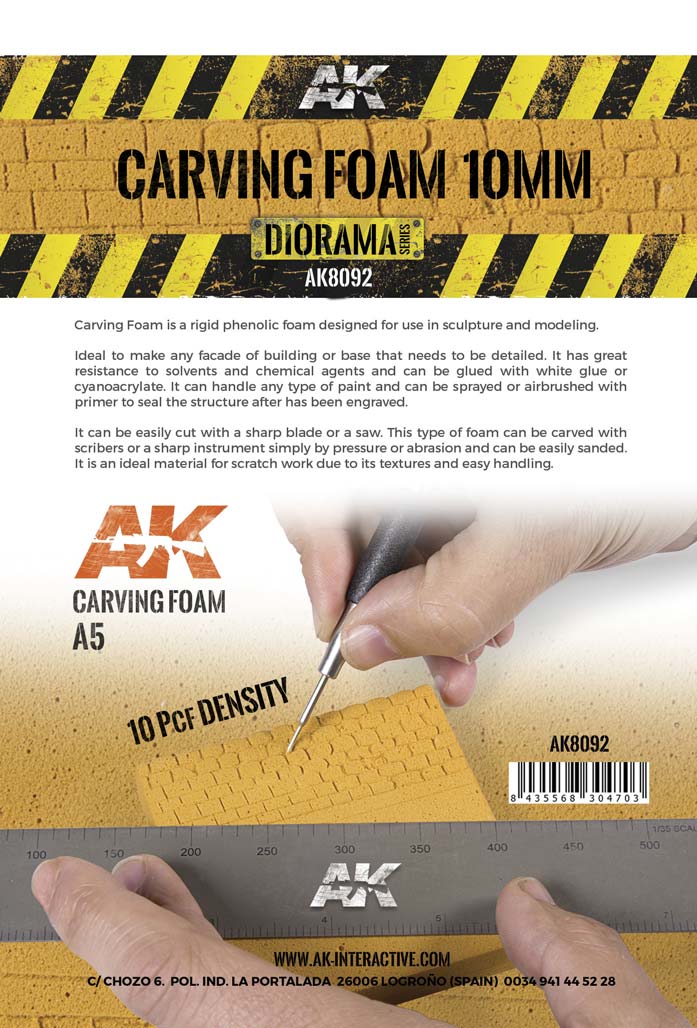 AK
CARVING FOAM 10MM
DIORAMA SERIES
AK8092
Carving Foam is a rigid phenolic foam designed for use in sculpture and modeling.
Ideal to make any facade of building or base that needs to be detailed. It has great
resistance to solvents and chemical agents and can be glued with white glue or
cyanoacrylate. It can handle any type of paint and can be sprayed or airbrushed with
primer to seal the structure after has been engraved.
It can be easily cut with a sharp blade or a saw. This type of foam can be carved with
scribers or a sharp instrument simply by pressure or abrasion and can be easily sanded.
It is an ideal material for scratch work due to its textures and easy handling.
AK
CARVING FOAM
A5
10 PCF DENSITY
AK8092
8 435568 304703
1/35 SCAL
100 150 200 250 300 350 400 450 500
AK
4 5 7
WWW.AK-INTERACTIVE.COM
C/ CHOZO 6. POL. IND. LA PORTALADA 26006 LOGROÑO (SPAIN) 0034 941 44 52 28